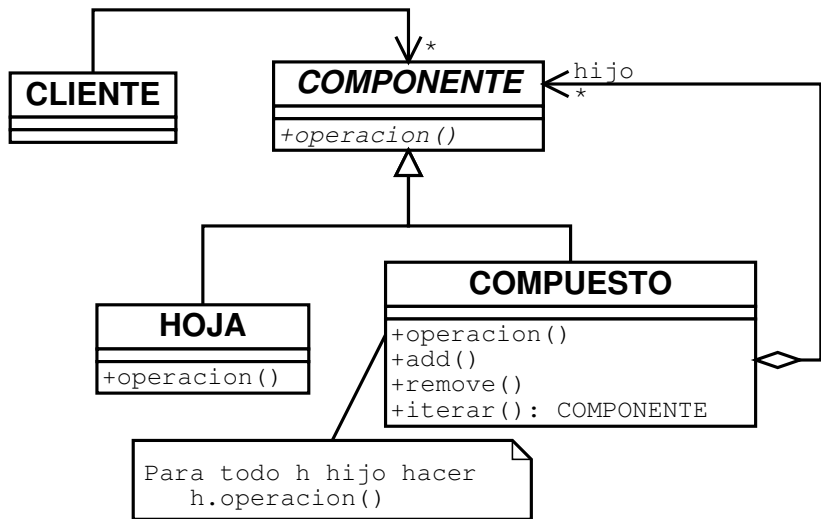 *
hijo
*
CLIENTE
COMPONENTE
+operacion()
HOJA
+operacion()
COMPUESTO
+operacion()
+add()
+remove()
+iterar(): COMPONENTE
Para todo h hijo hacer
h.operacion()